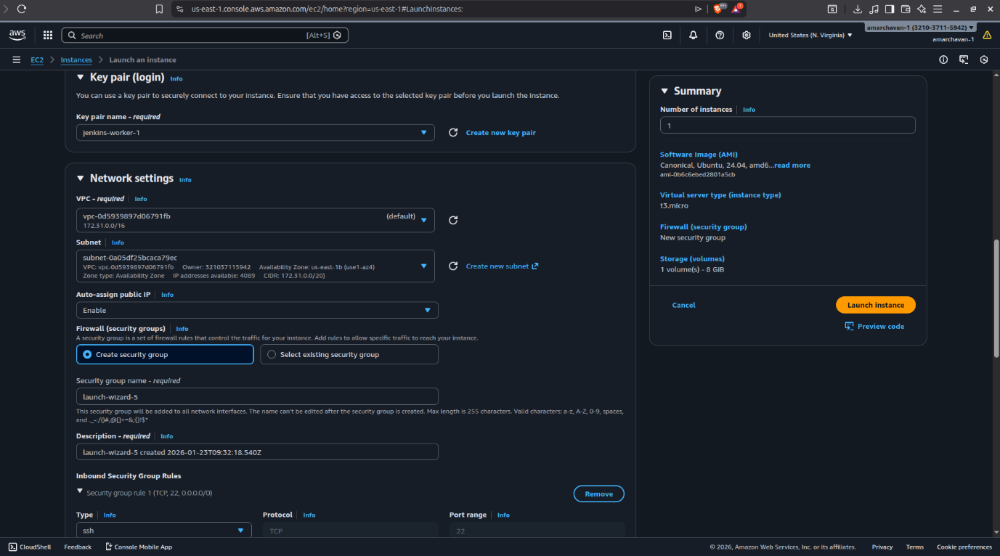 us-east-1.console.aws.amazon.com/ec2/home?region=us-east-1#LaunchInstances:
99+
1
aws
Search
[Alt+S]
United States (N. Virginia)
amarchavan-1 (3210-3711-5942)
amarchavan-1
EC2
Instances
Launch an instance
Key pair (login) Info
You can use a key pair to securely connect to your instance. Ensure that you have access to the selected key pair before you launch the instance.
Key pair name - required
jenkins-worker-1
Create new key pair
Network settings Info
VPC - required Info
vpc-0d5939897d06791fb (default)
172.31.0.0/16
Subnet Info
subnet-0a05df25bcaca79ec
VPC: vpc-0d5939897d06791fb Owner: 321037115942 Availability Zone: us-east-1b (use1-az4)
Zone type: Availability Zone IP addresses available: 4089 CIDR: 172.31.0.0/20)
Create new subnet
Auto-assign public IP Info
Enable
Firewall (security groups) Info
A security group is a set of firewall rules that control the traffic for your instance. Add rules to allow specific traffic to reach your instance.
Create security group
Select existing security group
Security group name - required
launch-wizard-5
This security group will be added to all network interfaces. The name can't be edited after the security group is created. Max length is 255 characters. Valid characters: a-z, A-Z, 0-9, spaces,
and ._-:/()#,@[]+=&;{}!$*
Description - required Info
launch-wizard-5 created 2026-01-23T09:32:18.540Z
Inbound Security Group Rules
Security group rule 1 (TCP, 22, 0.0.0.0/0)
Remove
Type Info
Protocol Info
Port range Info
ssh
TCP
22
Summary
Number of instances Info
1
Software Image (AMI)
Canonical, Ubuntu, 24.04, amd6...read more
ami-0b6c6ebed2801a5cb
Virtual server type (instance type)
t3.micro
Firewall (security group)
New security group
Storage (volumes)
1 volume(s) - 8 GiB
Cancel
Launch instance
Preview code
CloudShell
Feedback
Console Mobile App
© 2026, Amazon Web Services, Inc. or its affiliates.
Privacy
Terms
Cookie preferences